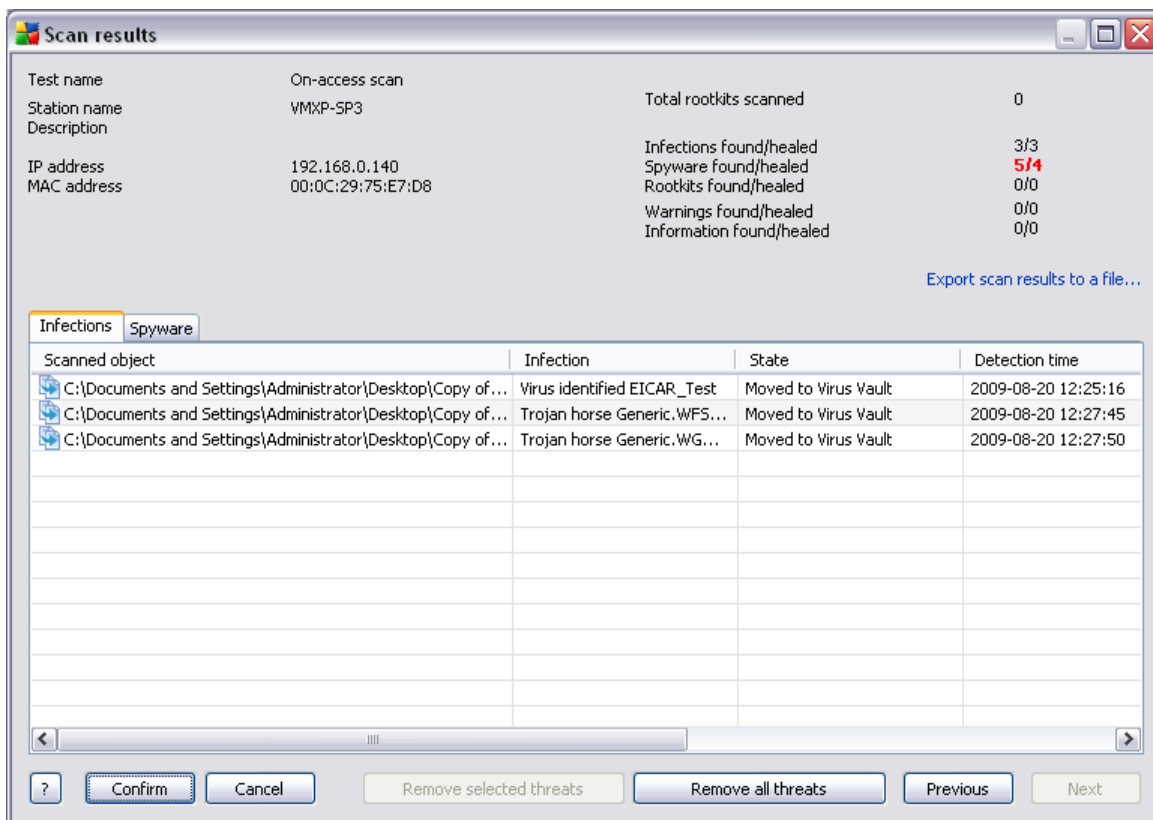 Scan results
Test name On-access scan
Station name VMXP-SP3
Description
IP address 192.168.0.140
MAC address 00:0C:29:75:E7:D8
Total rootkits scanned 0
Infections found/healed 3/3
Spyware found/healed 5/4
Rootkits found/healed 0/0
Warnings found/healed 0/0
Information found/healed 0/0
Export scan results to a file...
Infections Spyware
Scanned object Infection State Detection time
C:\Documents and Settings\Administrator\Desktop\Copy of... Virus identified EICAR_Test Moved to Virus Vault 2009-08-20 12:25:16
C:\Documents and Settings\Administrator\Desktop\Copy of... Trojan horse Generic.WFS... Moved to Virus Vault 2009-08-20 12:27:45
C:\Documents and Settings\Administrator\Desktop\Copy of... Trojan horse Generic.WG... Moved to Virus Vault 2009-08-20 12:27:50
? Confirm Cancel Remove selected threats Remove all threats Previous Next